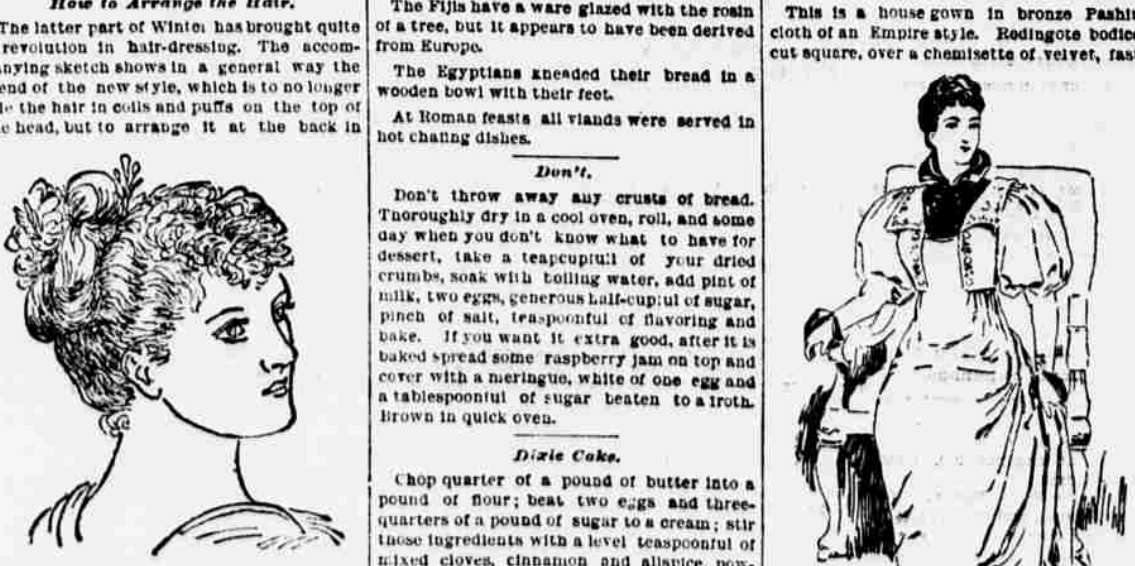 How to Arrange the Hair.
The latter part of Winter has brought quite
revolution in hair-dressing. The accom-
nying sketch shows in a general way the
end of the new style, which is to no longer
le the hair in coils and puffs on the top of
e head, but to arrange it at the back in
The Fijis have a ware glazed with the rosin
of a tree, but it appears to have been derived
from Europe.
The Egyptians kneaded their bread in a
wooden bowl with their feet.
At Roman feasts all viands were served in
hot chafing dishes.
Don't.
Don't throw away any crusts of bread.
Thoroughly dry in a cool oven, roll, and some
day when you don't know what to have for
dessert, take a teacupfull of your dried
crumbs, soak with boiling water, add pint of
milk, two eggs, generous half-cupful of sugar,
pinch of salt, teaspoonful of flavoring and
bake. If you want it extra good, after it is
baked spread some raspberry jam on top and
cover with a meringue, white of one egg and
a tablespoonful of sugar beaten to a froth.
Brown in quick oven.
Dixie Cake.
Chop quarter of a pound of butter into a
pound of flour; beat two eggs and three-
quarters of a pound of sugar to a cream; stir
those ingredients with a level teaspoonful of
mixed cloves, cinnamon and allspice, pow-
This is a house gown in bronze
cloth of an Empire style. Redingote bodice
cut square, over a chemisette of velvet, fas